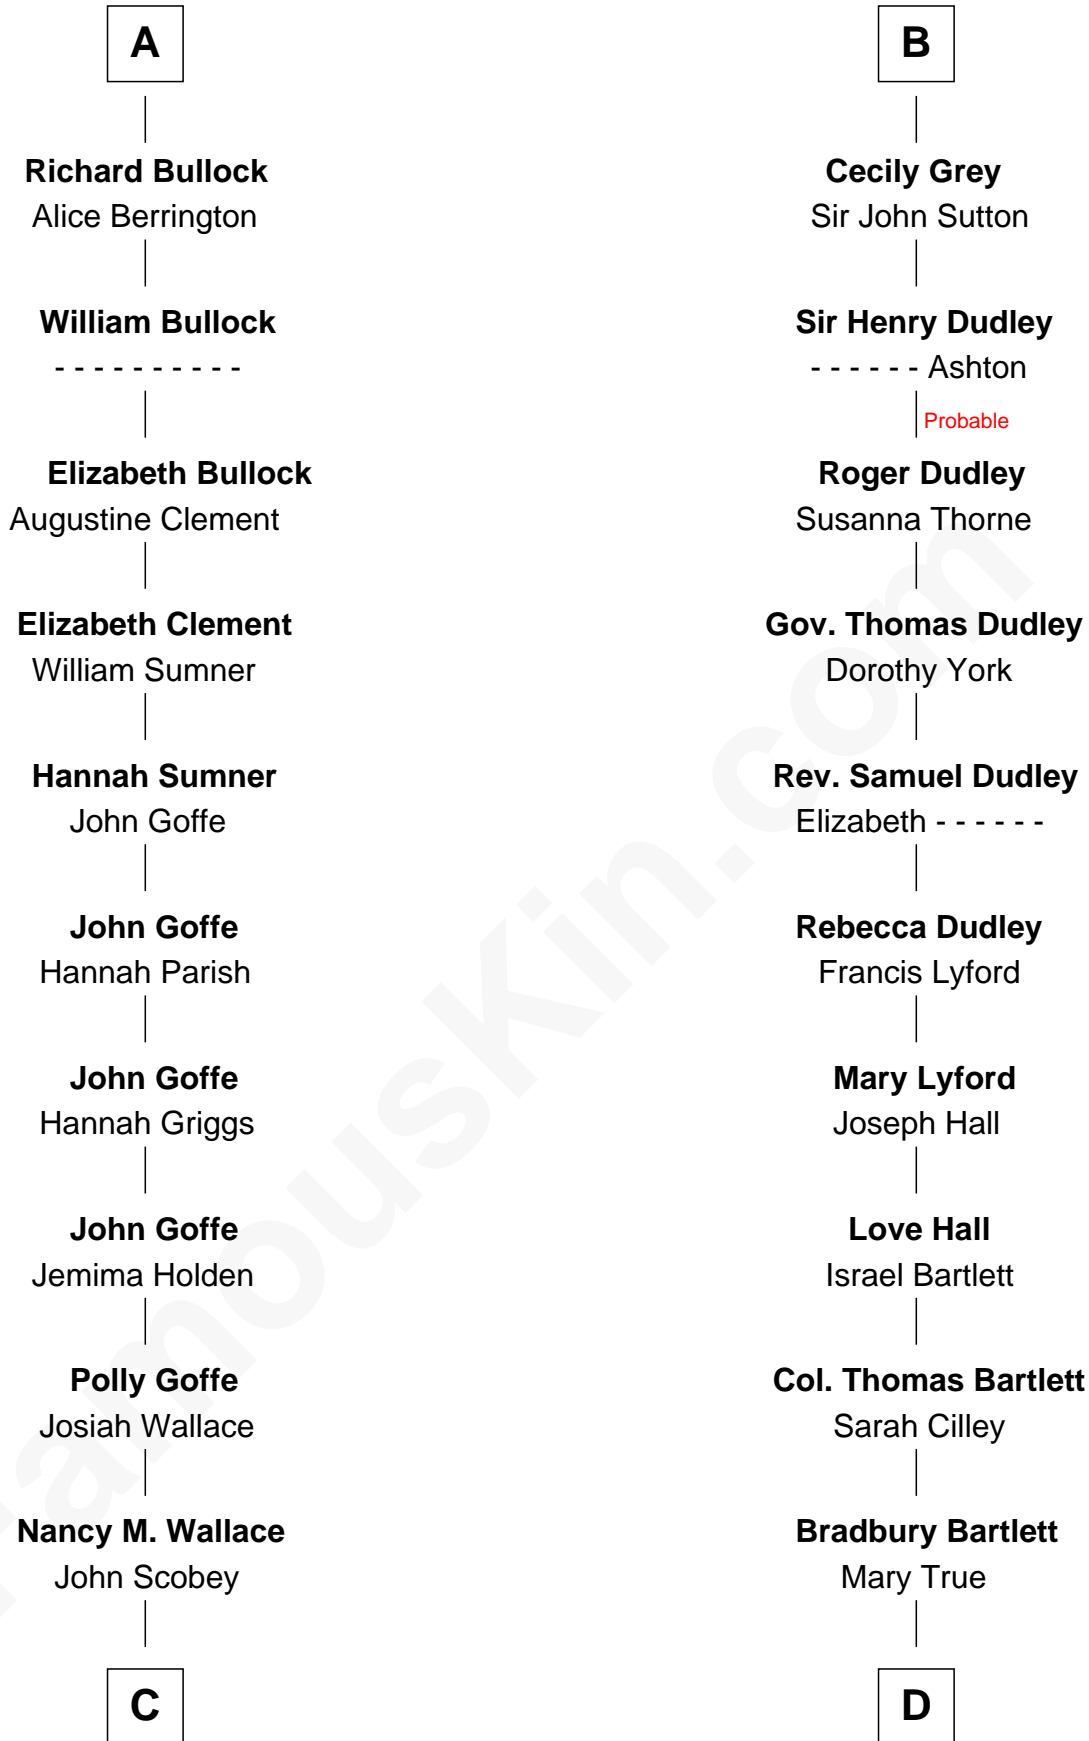 A
Richard Bullock
Alice Berrington
William Bullock
- - - - - - - - - -
Elizabeth Bullock
Augustine Clement
Elizabeth Clement
William Sumner
Hannah Sumner
John Goffe
John Goffe
Hannah Parish
John Goffe
Hannah Griggs
John Goffe
Jemima Holden
Polly Goffe
Josiah Wallace
Nancy M. Wallace
John Scobey
C
B
Cecily Grey
Sir John Sutton
Sir Henry Dudley
- - - - - - Ashton
Probable
Roger Dudley
Susanna Thorne
Gov. Thomas Dudley
Dorothy York
Rev. Samuel Dudley
Elizabeth - - - - - -
Rebecca Dudley
Francis Lyford
Mary Lyford
Joseph Hall
Love Hall
Israel Bartlett
Col. Thomas Bartlett
Sarah Cilley
Bradbury Bartlett
Mary True
D
FamousKin.com